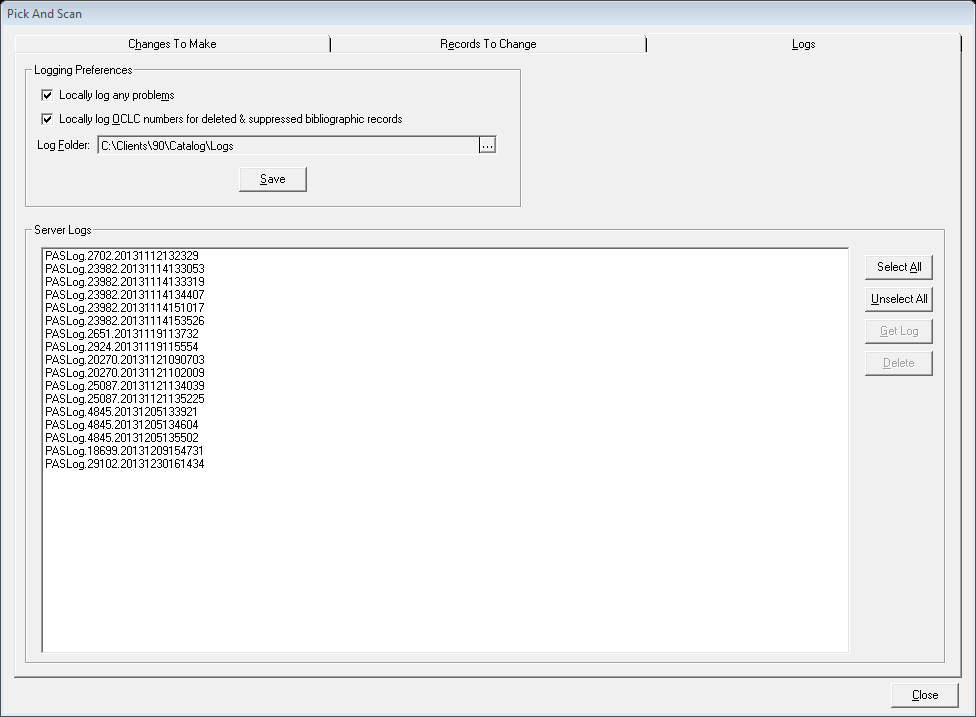 Pick And Scan
Changes To Make
Records To Change
Logs
Logging Preferences
Locally log any problems
Locally log OCLC numbers for deleted & suppressed bibliographic records
Log Folder: C:\Clients\90\Catalog\Logs ...
Save
Server Logs
PASLog.2702.20131112132329
PASLog.23982.20131114133053
PASLog.23982.20131114133319
PASLog.23982.20131114134407
PASLog.23982.20131114151017
PASLog.23982.20131114153526
PASLog.2651.20131119113732
PASLog.2924.20131119115554
PASLog.20270.20131121090703
PASLog.20270.20131121102009
PASLog.25087.20131121134039
PASLog.25087.20131121135225
PASLog.4845.20131205133921
PASLog.4845.20131205134604
PASLog.4845.20131205135502
PASLog.18699.20131209154731
PASLog.29102.20131230161434
Select All
Unselect All
Get Log
Delete
Close